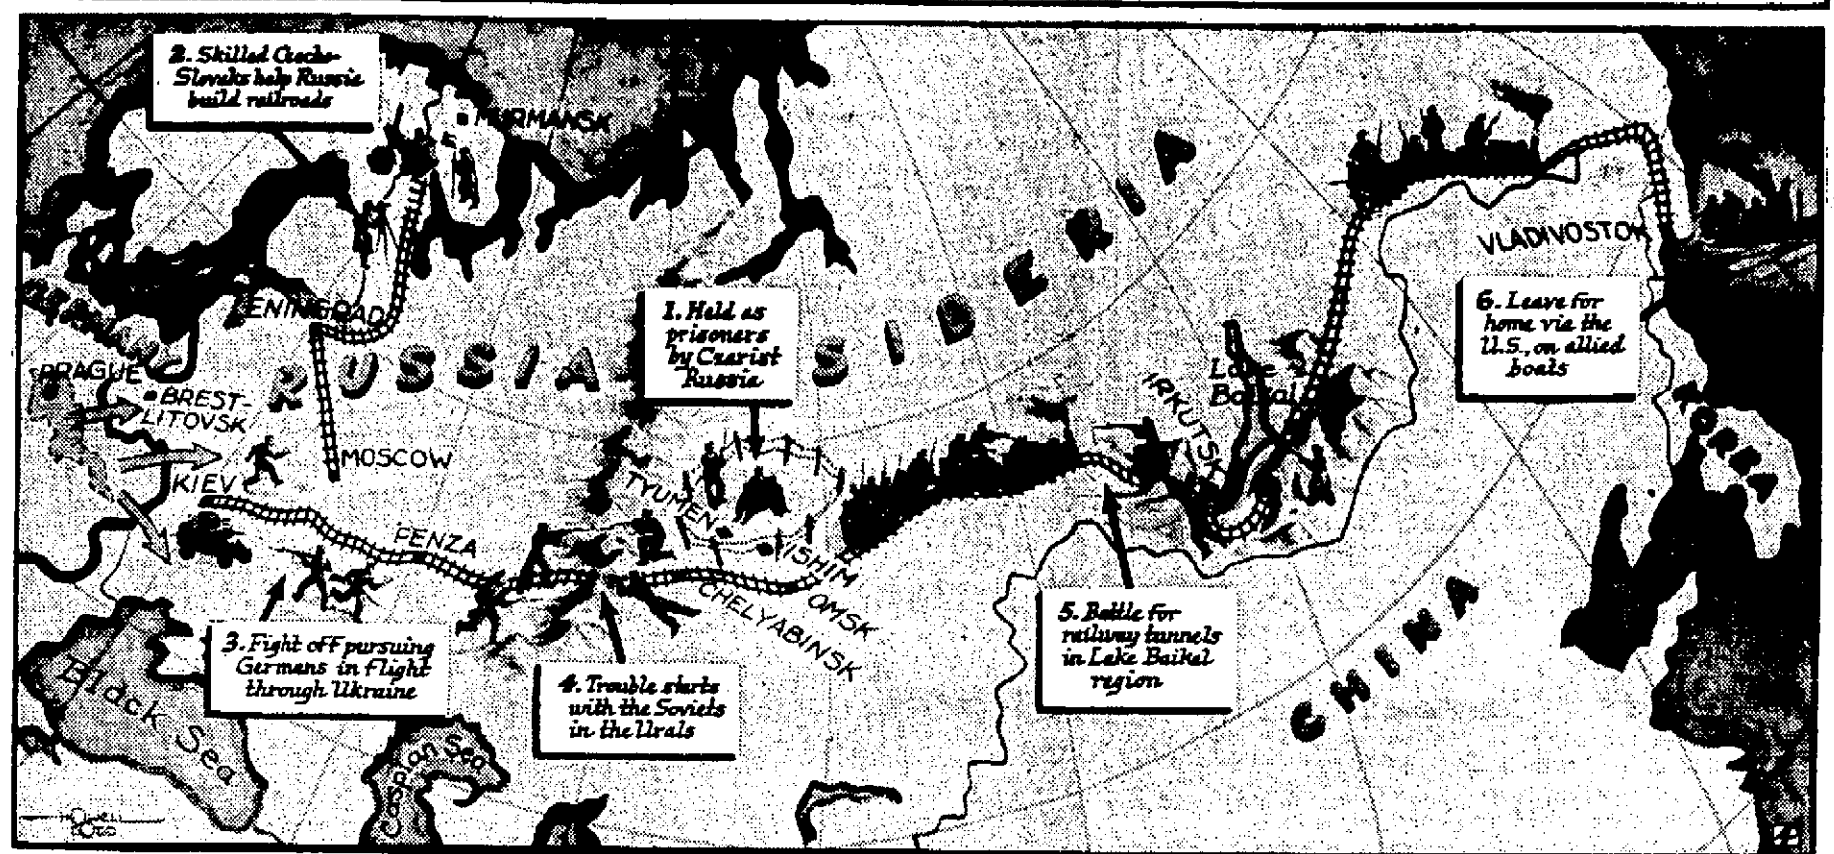 2. Skilled Czecho-
Slovaks help Russia
build railroads
MURMANSK
SIBERIA
VLADIVOSTOK
GERMANY
LENINGRAD
RUSSIA
1. Held as
prisoners
by Czarist
Russia
6. Leave for
home via the
U.S., on allied
boats
PRAGUE
BREST-
LITOVSK
Lake
Baikal
IRKUTSK
KOREA
MOSCOW
KIEV
TYUMEN
PENZA
ISHIM
OMSK
CHELYABINSK
3. Fight off pursuing
Germans in flight
through Ukraine
4. Trouble starts
with the Soviets
in the Urals
5. Battle for
railway tunnels
in Lake Baikal
region
CHINA
Black Sea
Caspian Sea